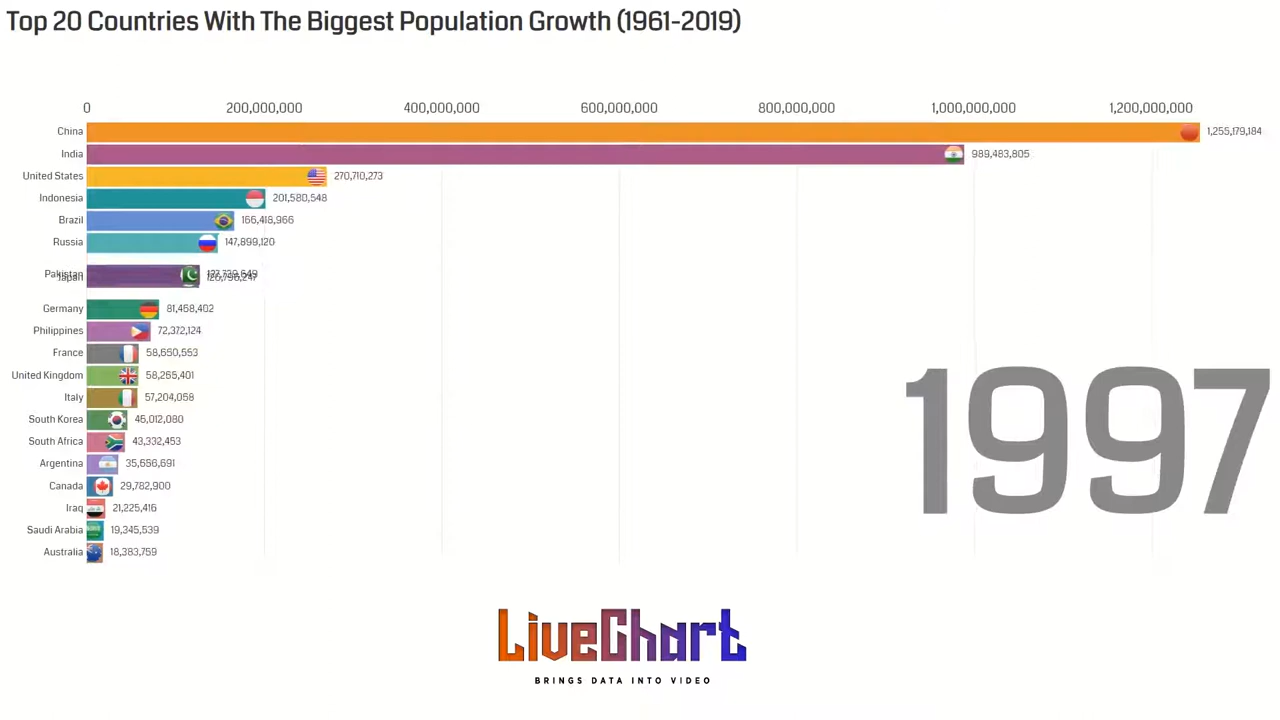 Top 20 Countries With The Biggest Population Growth (1961-2019)
0 200,000,000 400,000,000 600,000,000 800,000,000 1,000,000,000 1,200,000,000
China 1,255,179,184
India 989,483,805
United States 270,710,273
Indonesia 201,580,548
Brazil 166,418,966
Russia 147,899,120
Pakistan
Japan
Germany 81,458,402
Philippines 72,372,124
France 58,650,553
United Kingdom 58,265,401
Italy 57,204,058
South Korea 45,012,080
South Africa 43,332,453
Argentina 35,656,691
Canada 29,782,900
Iraq 21,225,416
Saudi Arabia 19,345,539
Australia 18,383,759
1997
LiveChart
BRINGS DATA INTO VIDEO